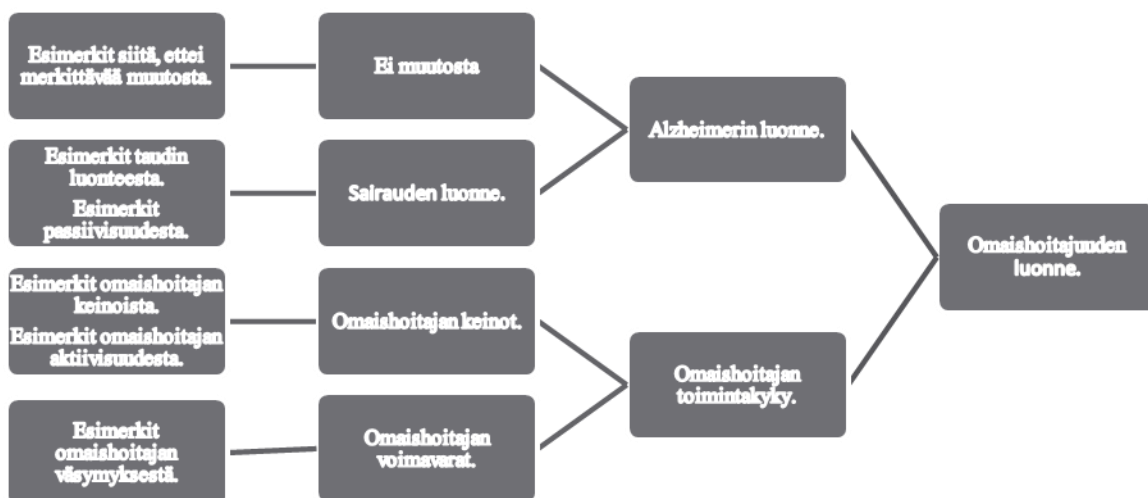 Esimerkit siitä, ettei
merkittävää muutosta.
Ei muutosta
Alzheimerin luonne.
Esimerkit taudin
luonteesta.
Esimerkit
passiivisuudesta.
Sairauden luonne.
Omaishoitajuuden
luonne.
Esimerkit omaishoitajan
keinoista.
Esimerkit omaishoitajan
aktiivisuudesta.
Omaishoitajan keinot.
Omaishoitajan
toimintakyky.
Esimerkit
omaishoitajan
väsymyksestä.
Omaishoitajan
voimavarat.